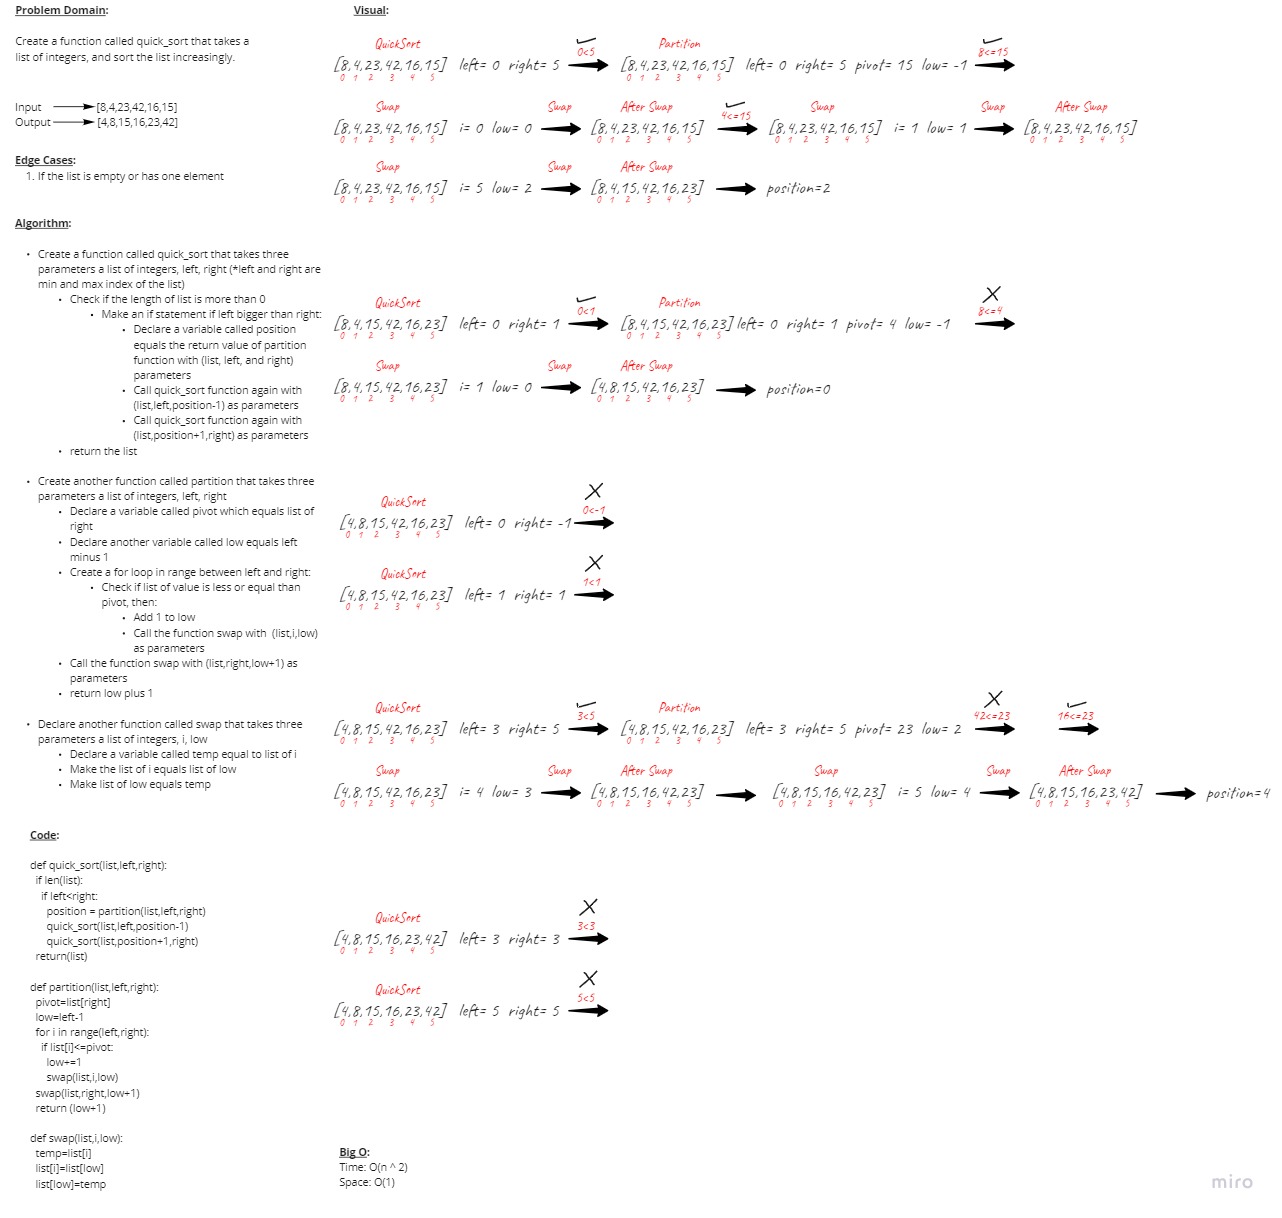 Problem Domain:
Create a function called quick_sort that takes a
list of integers, and sort the list increasingly.
Input [8,4,23,42,16,15]
Output [4,8,15,16,23,42]
Edge Cases:
1. If the list is empty or has one element
Algorithm:
• Create a function called quick_sort that takes three
parameters a list of integers, left, right (*left and right are
min and max index of the list)
• Check if the length of list is more than 0
• Make an if statement if left bigger than right:
• Declare a variable called position
equals the return value of partition
function with (list, left, and right)
parameters
• Call quick_sort function again with
(list,left,position-1) as parameters
• Call quick_sort function again with
(list,position+1,right) as parameters
• return the list
• Create another function called partition that takes three
parameters a list of integers, left, right
• Declare a variable called pivot which equals list of
right
• Declare another variable called low equals left
minus 1
• Create a for loop in range between left and right:
• Check if list of value is less or equal than
pivot, then:
• Add 1 to low
• Call the function swap with (list,i,low)
as parameters
• Call the function swap with (list,right,low+1) as
parameters
• return low plus 1
• Declare another function called swap that takes three
parameters a list of integers, i, low
• Declare a variable called temp equal to list of i
• Make the list of i equals list of low
• Make list of low equals temp
Code:
def quick_sort(list,left,right):
if len(list):
if left<right:
position = partition(list,left,right)
quick_sort(list,left,position-1)
quick_sort(list,position+1,right)
return(list)
def partition(list,left,right):
pivot=list[right]
low=left-1
for i in range(left,right):
if list[i]<=pivot:
low+=1
swap(list,i,low)
swap(list,right,low+1)
return (low+1)
def swap(list,i,low):
temp=list[i]
list[i]=list[low]
list[low]=temp
Visual:
QuickSort 0<5 Partition 8<=15
[8,4,23,42,16,15] left= 0 right= 5 [8,4,23,42,16,15] left= 0 right= 5 pivot= 15 low= -1
0 1 2 3 4 5 0 1 2 3 4 5
Swap Swap After Swap 4<=15 Swap Swap After Swap
[8,4,23,42,16,15] i= 0 low= 0 [8,4,23,42,16,15] [8,4,23,42,16,15] i= 1 low= 1 [8,4,23,42,16,15]
0 1 2 3 4 5 0 1 2 3 4 5 0 1 2 3 4 5 0 1 2 3 4 5
Swap Swap After Swap
[8,4,23,42,16,15] i= 5 low= 2 [8,4,15,42,16,23] position=2
0 1 2 3 4 5 0 1 2 3 4 5
QuickSort 0<1 Partition 8<=4
[8,4,15,42,16,23] left= 0 right= 1 [8,4,15,42,16,23] left= 0 right= 1 pivot= 4 low= -1
0 1 2 3 4 5 0 1 2 3 4 5
Swap Swap After Swap
[8,4,15,42,16,23] i= 1 low= 0 [4,8,15,42,16,23] position=0
0 1 2 3 4 5 0 1 2 3 4 5
QuickSort 0<-1
[4,8,15,42,16,23] left= 0 right= -1
0 1 2 3 4 5
QuickSort 1<1
[4,8,15,42,16,23] left= 1 right= 1
0 1 2 3 4 5
QuickSort 3<5 Partition 42<=23 16<=23
[4,8,15,42,16,23] left= 3 right= 5 [4,8,15,42,16,23] left= 3 right= 5 pivot= 23 low= 2
0 1 2 3 4 5 0 1 2 3 4 5
Swap Swap After Swap Swap Swap After Swap
[4,8,15,42,16,23] i= 4 low= 3 [4,8,15,16,42,23] [4,8,15,16,42,23] i= 5 low= 4 [4,8,15,16,23,42] position=4
0 1 2 3 4 5 0 1 2 3 4 5 0 1 2 3 4 5 0 1 2 3 4 5
QuickSort 3<3
[4,8,15,16,23,42] left= 3 right= 3
0 1 2 3 4 5
QuickSort 5<5
[4,8,15,16,23,42] left= 5 right= 5
0 1 2 3 4 5
Big O:
Time: O(n ^ 2)
Space: O(1)
miro